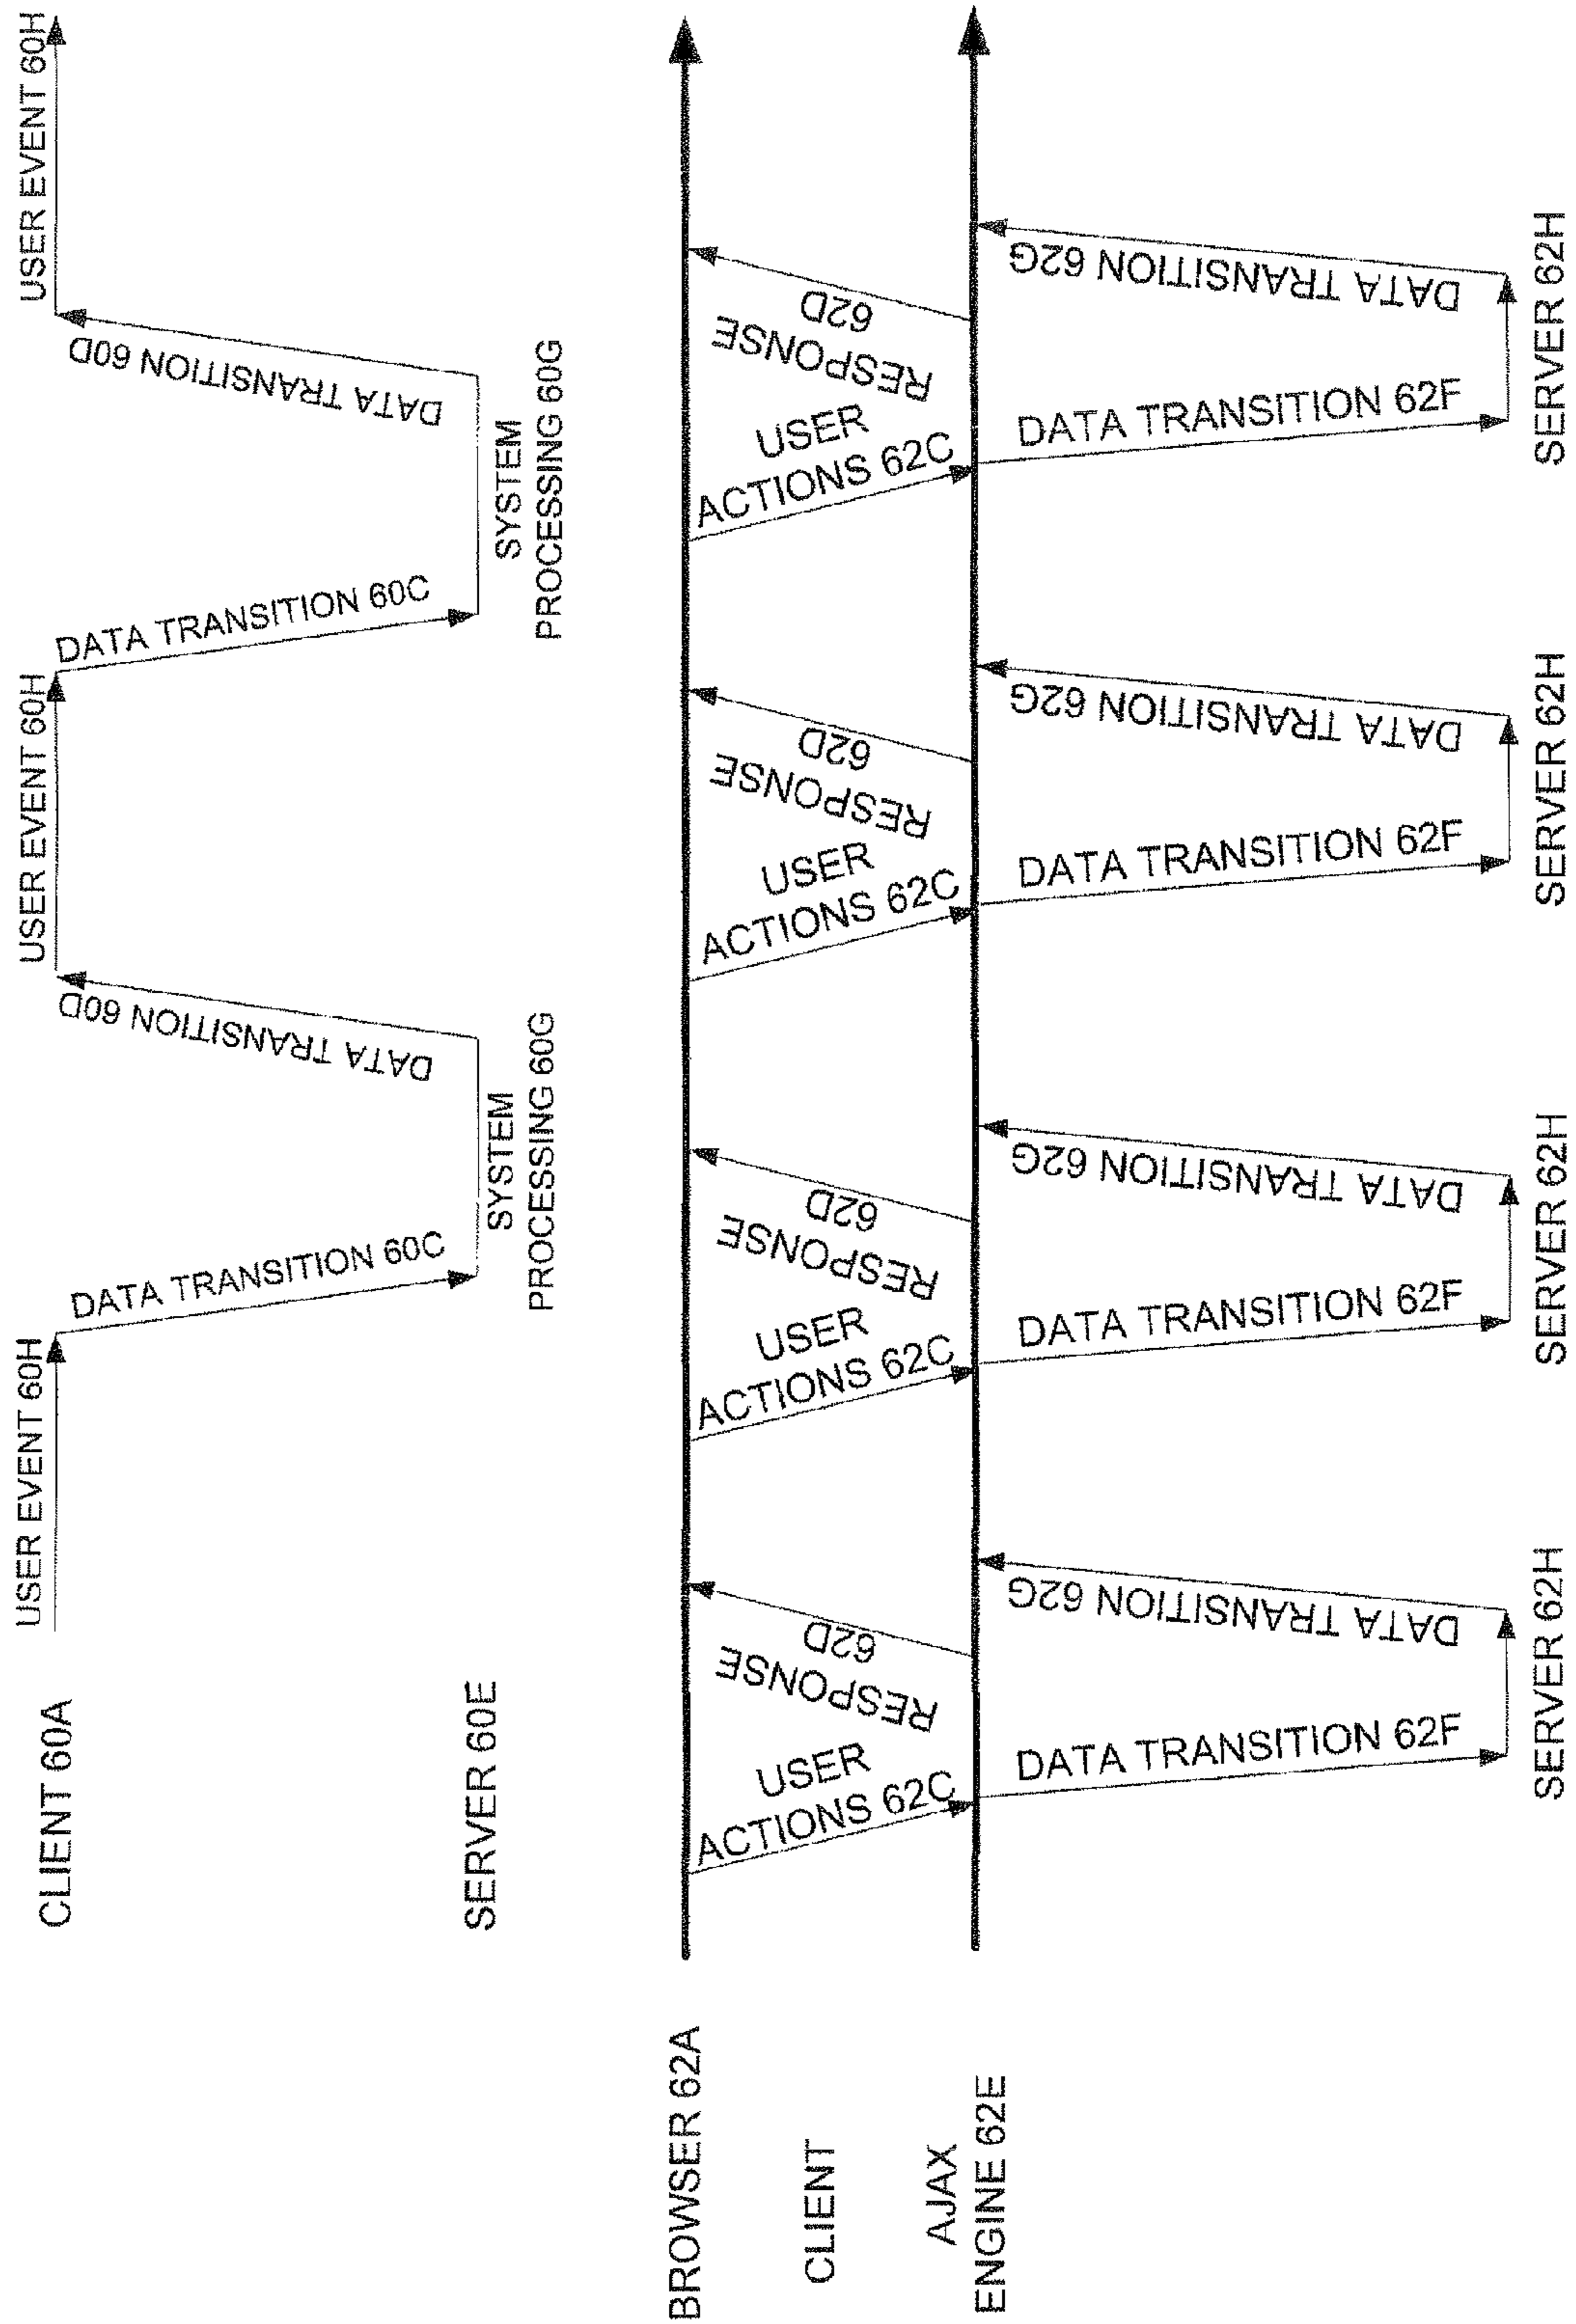 CLIENT 60A
USER EVENT 60H
DATA TRANSITION 60C
DATA TRANSITION 60D
USER EVENT 60H
DATA TRANSITION 60C
DATA TRANSITION 60D
USER EVENT 60H
SERVER 60E
SYSTEM
PROCESSING 60G
SYSTEM
PROCESSING 60G
BROWSER 62A
CLIENT
AJAX
ENGINE 62E
USER
ACTIONS 62C
RESPONSE
62D
USER
ACTIONS 62C
RESPONSE
62D
USER
ACTIONS 62C
RESPONSE
62D
USER
ACTIONS 62C
RESPONSE
62D
DATA TRANSITION 62F
DATA TRANSITION 62G
DATA TRANSITION 62F
DATA TRANSITION 62G
DATA TRANSITION 62F
DATA TRANSITION 62G
DATA TRANSITION 62F
DATA TRANSITION 62G
SERVER 62H
SERVER 62H
SERVER 62H
SERVER 62H